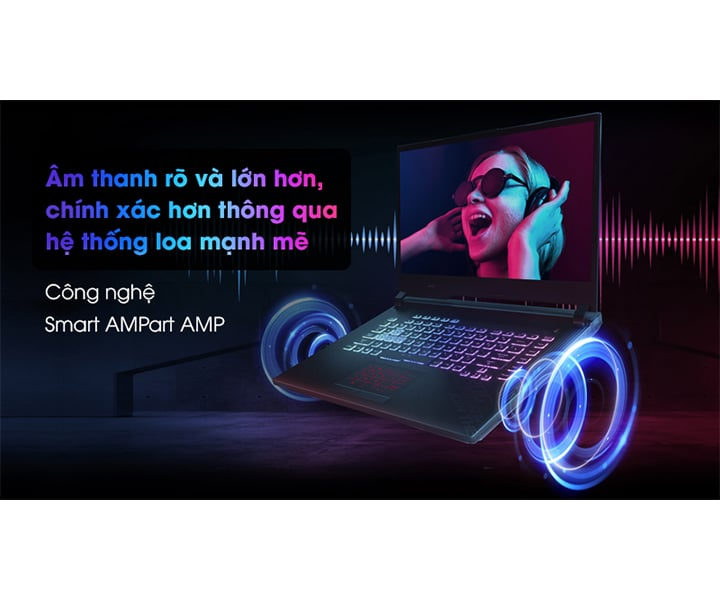 Âm thanh rõ và lớn hơn,
chính xác hơn thông qua
hệ thống loa mạnh mẽ
Công nghệ
Smart AMPart AMP